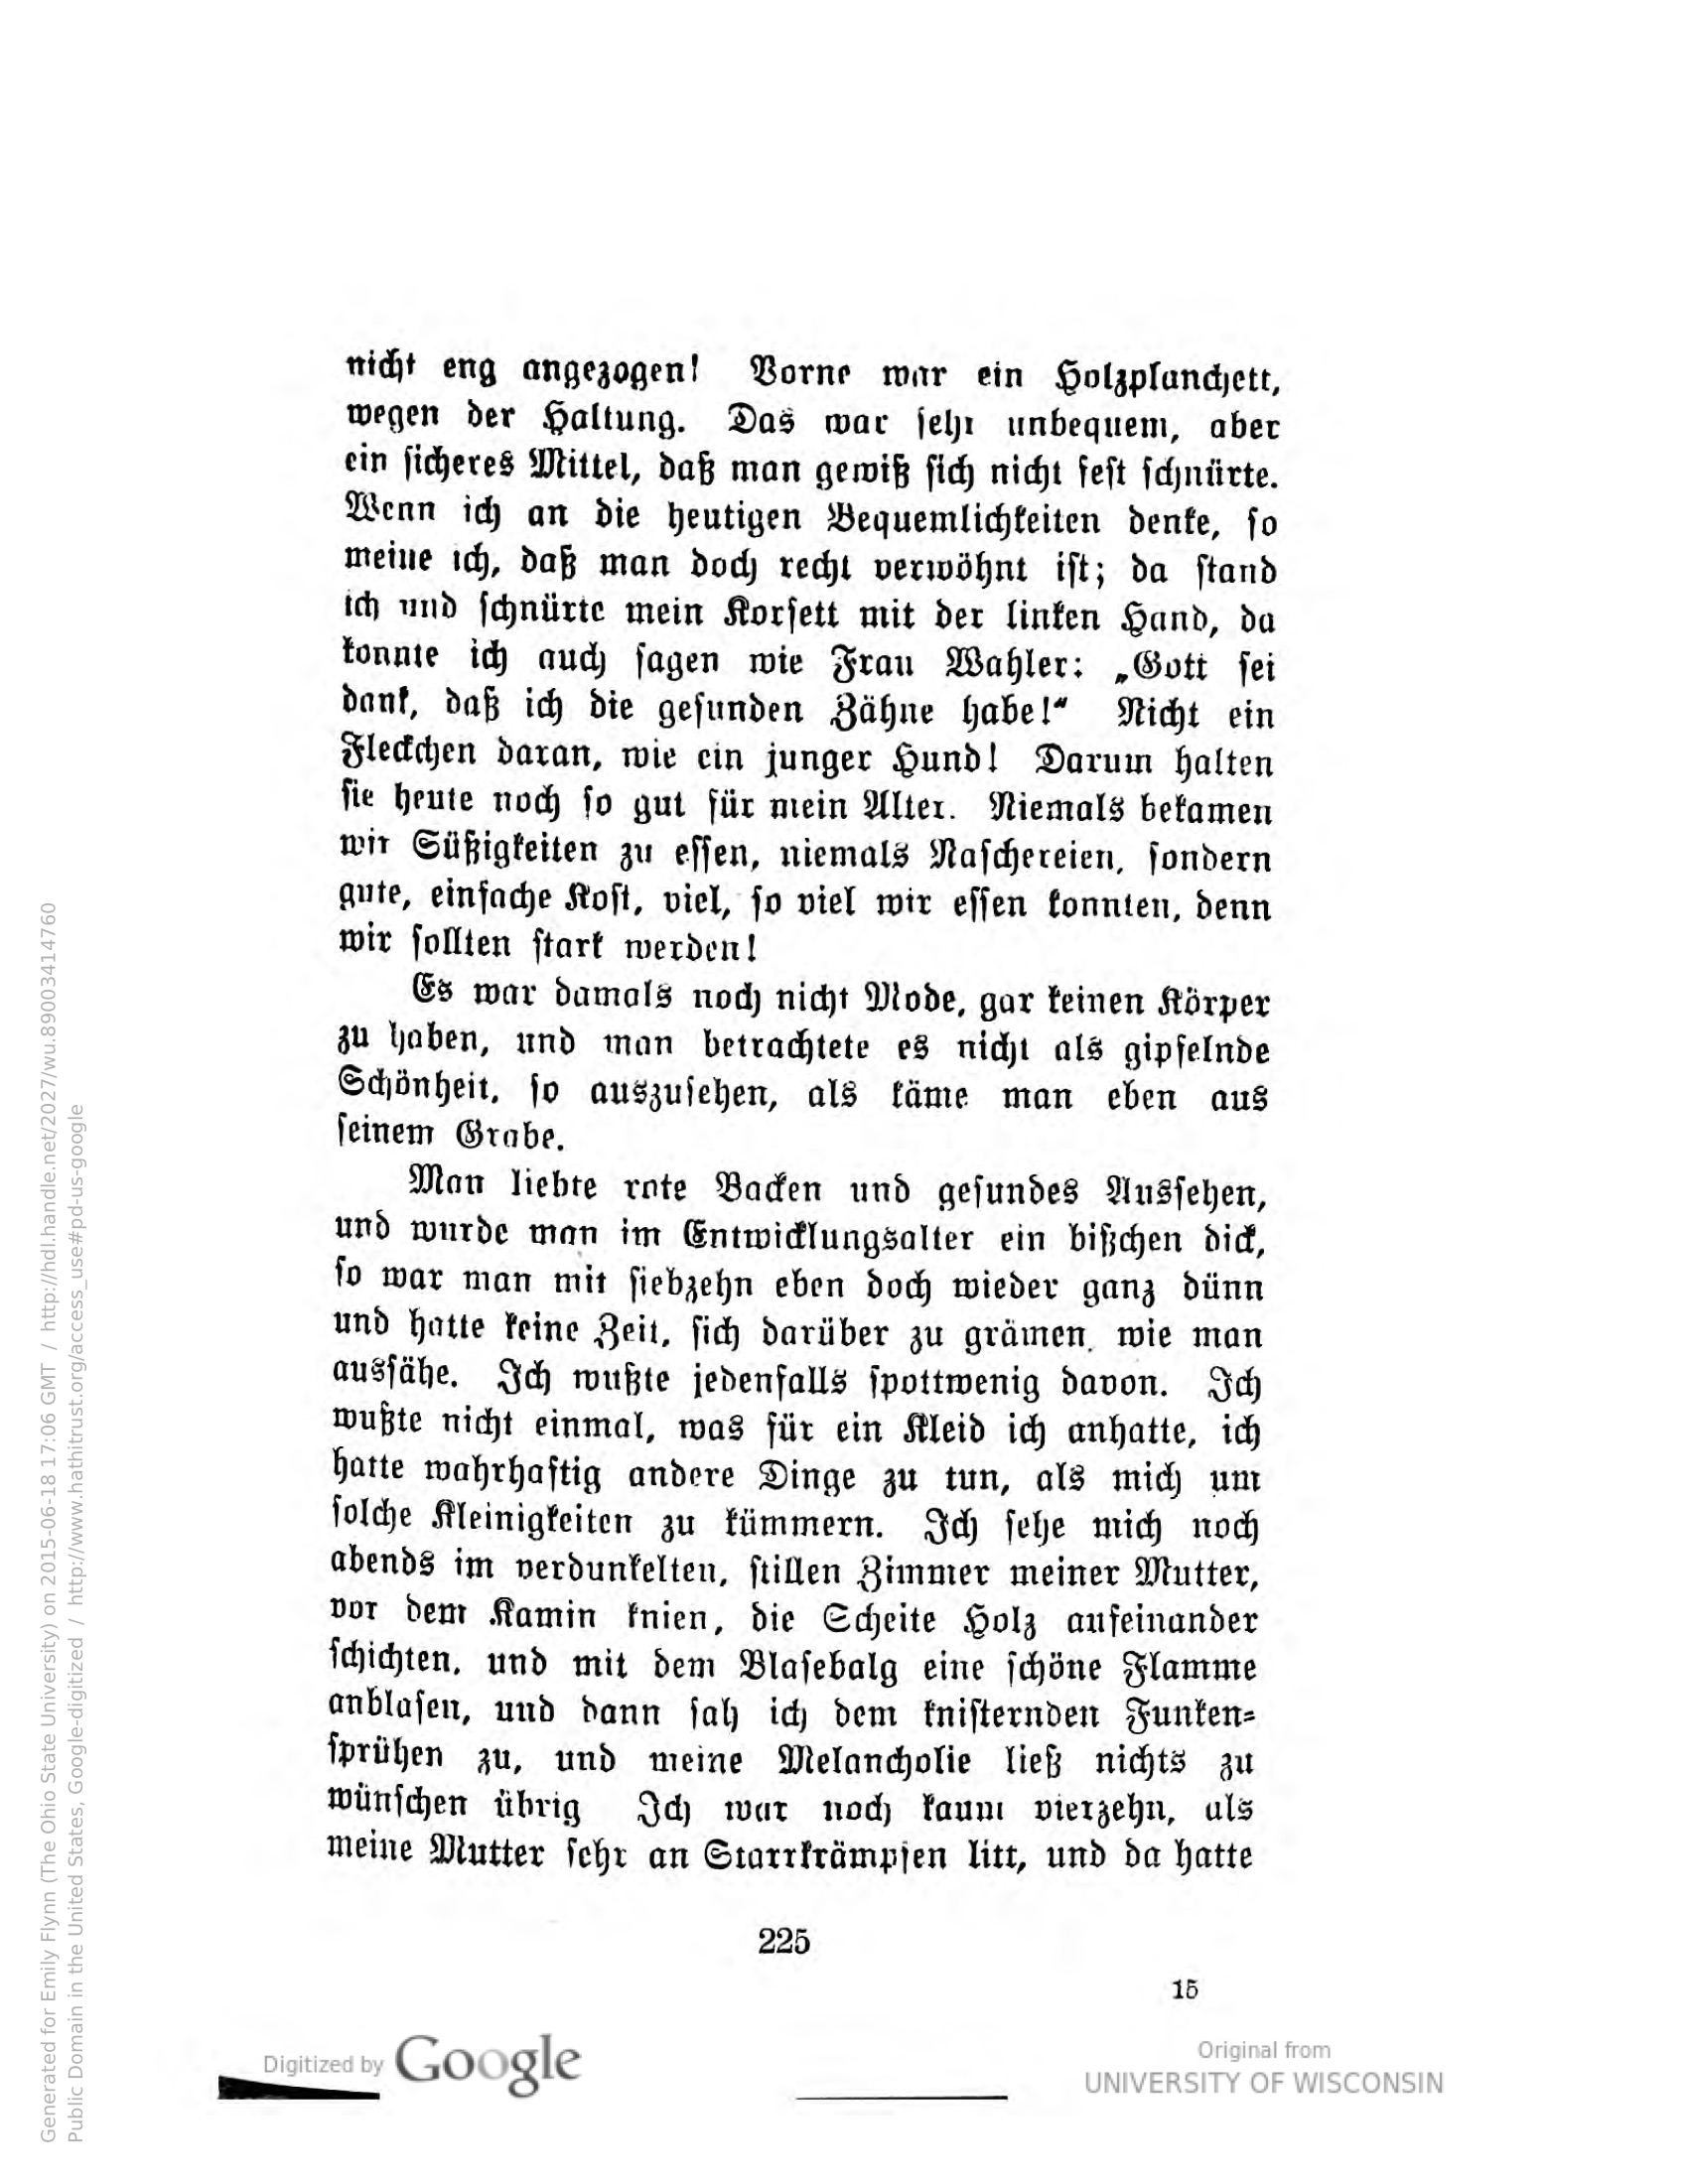 nicht eng angezogen! Vorne war ein Holzplanchett,
wegen der Haltung. Das war sehr unbequem, aber
ein sicheres Mittel, daß man gewiß sich nicht fest schnürte.
Wenn ich an die heutigen Bequemlichkeiten denke, so
meine ich, daß man doch recht verwöhnt ist; da stand
ich und schnürte mein Korsett mit der linken Hand, da
konnte ich auch sagen wie Frau Wahler: „Gott sei
dank, daß ich die gesunden Zähne habe!“ Nicht ein
Fleckchen daran, wie ein junger Hund! Darum halten
sie heute noch so gut für mein Alter. Niemals bekamen
wir Süßigkeiten zu essen, niemals Naschereien, sondern
gute, einfache Kost, viel, so viel wir essen konnten, denn
wir sollten stark werden!
Es war damals noch nicht Mode, gar keinen Körper
zu haben, und man betrachtete es nicht als gipfelnde
Schönheit, so auszusehen, als käme man eben aus
seinem Grabe.
Man liebte rote Backen und gesundes Aussehen,
und wurde man im Entwicklungsalter ein bißchen dick,
so war man mit siebzehn eben doch wieder ganz dünn
und hatte keine Zeit, sich darüber zu grämen, wie man
aussähe. Ich wußte jedenfalls spottwenig davon. Ich
wußte nicht einmal, was für ein Kleid ich anhatte, ich
hatte wahrhaftig andere Dinge zu tun, als mich um
solche Kleinigkeiten zu kümmern. Ich sehe mich noch
abends im verdunkelten, stillen Zimmer meiner Mutter,
vor dem Kamin knien, die Scheite Holz aufeinander
schichten, und mit dem Blasebalg eine schöne Flamme
anblasen, und dann sah ich dem knisternden Funken-
sprühen zu, und meine Melancholie ließ nichts zu
wünschen übrig Ich war noch kaum vierzehn, als
meine Mutter sehr an Starrkrämpfen litt, und da hatte
225
15
Digitized by Google
Original from
UNIVERSITY OF WISCONSIN
Generated for Emily Flynn (The Ohio State University) on 2015-06-18 17:06 GMT / http://hdl.handle.net/2027/wu.89003414760
Public Domain in the United States, Google-digitized / http://www.hathitrust.org/access_use#pd-us-google